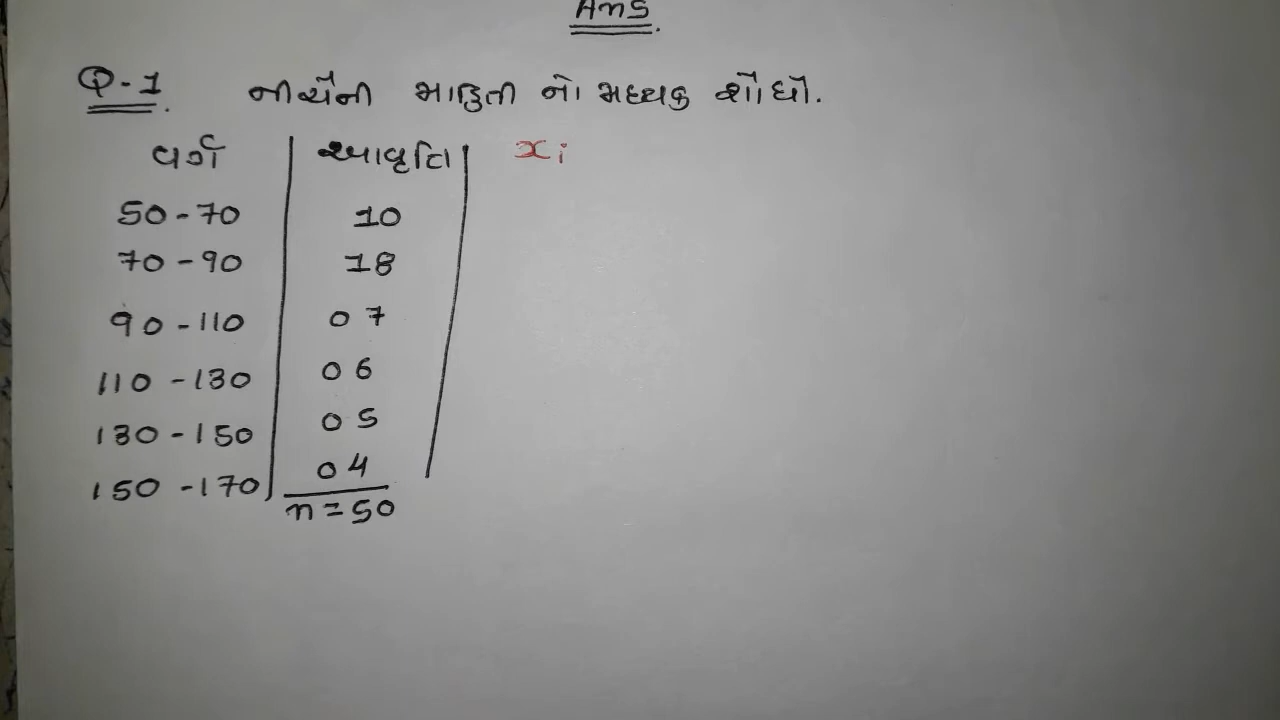 Ans.
Q-1. નીચેની માહિતી નો મધ્યક શોધો.
વર્ગ આવૃતિ xi
50-70 10
70-90 18
90-110 07
110-130 06
130-150 05
150-170 04
n=50